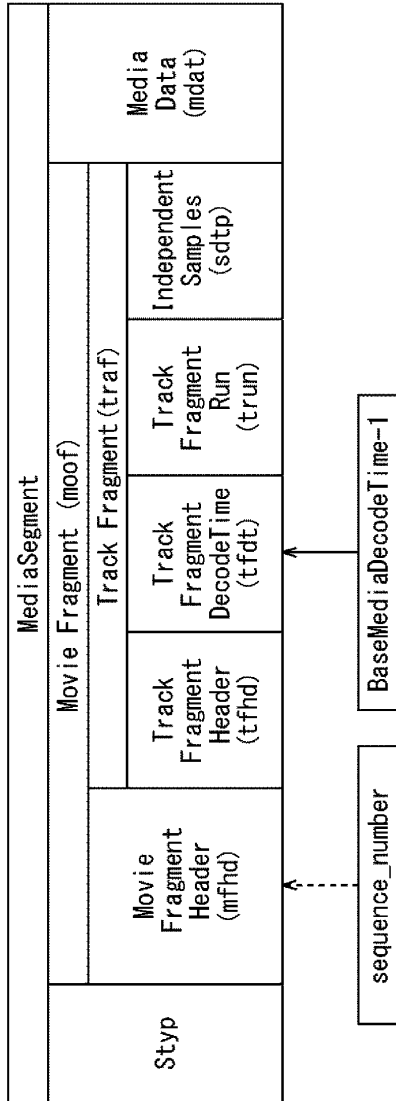 MediaSegment
Styp
Movie Fragment (moof)
Media
Data
(mdat)
Movie
Fragment
Header
(mfhd)
Track Fragment(traf)
Track
Fragment
Header
(tfhd)
Track
Fragment
DecodeTime
(tfdt)
Track
Fragment
Run
(trun)
Independent
Samples
(sdtp)
sequence_number
BaseMediaDecodeTime-1